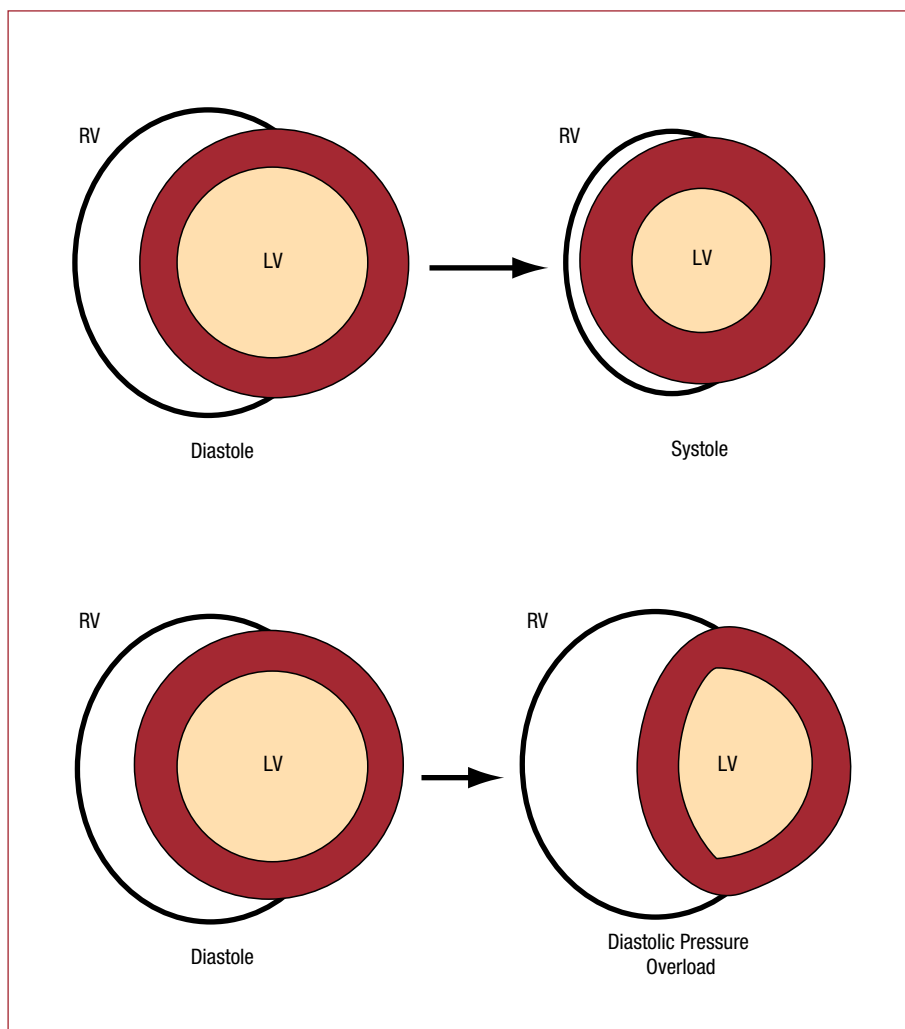 RV
LV
Diastole
RV
LV
Systole
RV
LV
Diastole
RV
LV
Diastolic Pressure
Overload